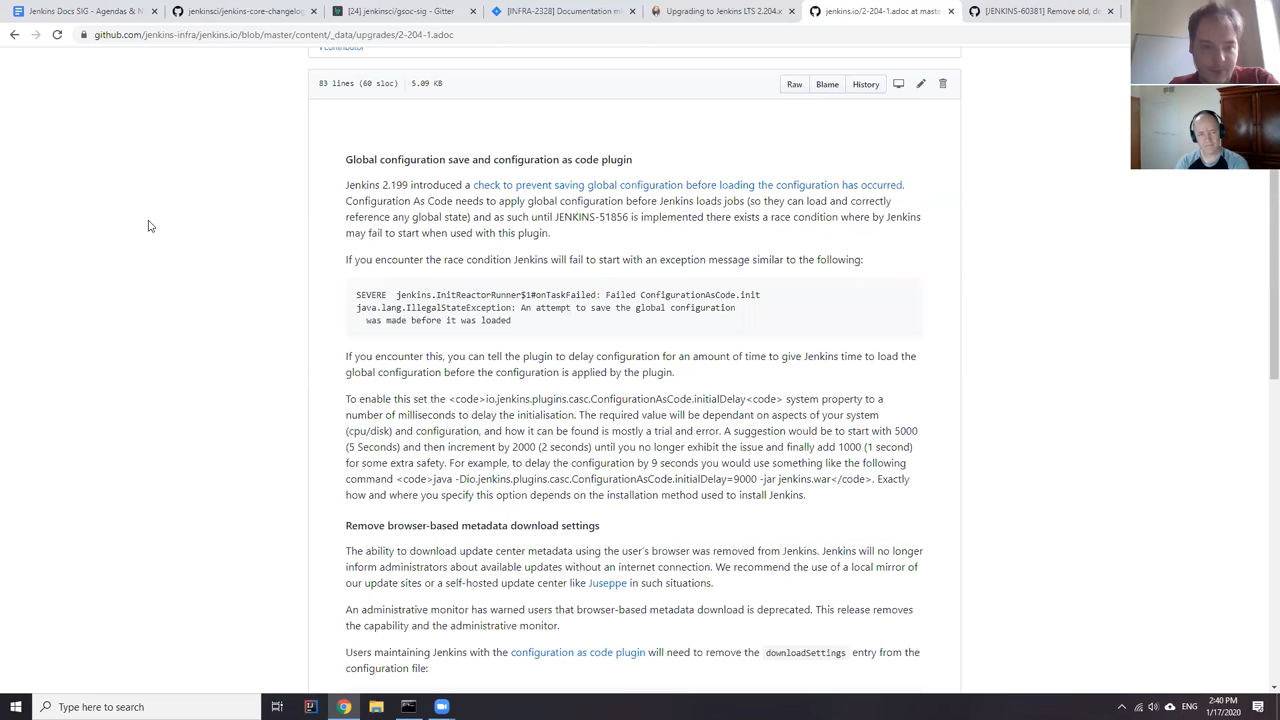 Jenkins Docs SIG - Agendas & N
jenkinsci/jenkins-core-changelog
[24] jenkinsci/gsoc-sig - Gitter
[INFRA-2328] Documentation mi
Upgrading to Jenkins LTS 2.204.x
jenkins.io/2-204-1.adoc at maste
[JENKINS-60381] Remove old, de
github.com/jenkins-infra/jenkins.io/blob/master/content/_data/upgrades/2-204-1.adoc
1 contributor
83 lines (60 sloc) 5.09 KB
Raw Blame History
Global configuration save and configuration as code plugin
Jenkins 2.199 introduced a check to prevent saving global configuration before loading the configuration has occurred.
Configuration As Code needs to apply global configuration before Jenkins loads jobs (so they can load and correctly
reference any global state) and as such until JENKINS-51856 is implemented there exists a race condition where by Jenkins
may fail to start when used with this plugin.
If you encounter the race condition Jenkins will fail to start with an exception message similar to the following:
SEVERE jenkins.InitReactorRunner$1#onTaskFailed: Failed ConfigurationAsCode.init
java.lang.IllegalStateException: An attempt to save the global configuration
was made before it was loaded
If you encounter this, you can tell the plugin to delay configuration for an amount of time to give Jenkins time to load the
global configuration before the configuration is applied by the plugin.
To enable this set the <code>io.jenkins.plugins.casc.ConfigurationAsCode.initialDelay<code> system property to a
number of milliseconds to delay the initialisation. The required value will be dependant on aspects of your system
(cpu/disk) and configuration, and how it can be found is mostly a trial and error. A suggestion would be to start with 5000
(5 Seconds) and then increment by 2000 (2 seconds) until you no longer exhibit the issue and finally add 1000 (1 second)
for some extra safety. For example, to delay the configuration by 9 seconds you would use something like the following
command <code>java -Dio.jenkins.plugins.casc.ConfigurationAsCode.initialDelay=9000 -jar jenkins.war</code>. Exactly
how and where you specify this option depends on the installation method used to install Jenkins.
Remove browser-based metadata download settings
The ability to download update center metadata using the user's browser was removed from Jenkins. Jenkins will no longer
inform administrators about available updates without an internet connection. We recommend the use of a local mirror of
our update sites or a self-hosted update center like Juseppe in such situations.
An administrative monitor has warned users that browser-based metadata download is deprecated. This release removes
the capability and the administrative monitor.
Users maintaining Jenkins with the configuration as code plugin will need to remove the downloadSettings entry from the
configuration file:
Type here to search
ENG
2:40 PM
1/17/2020